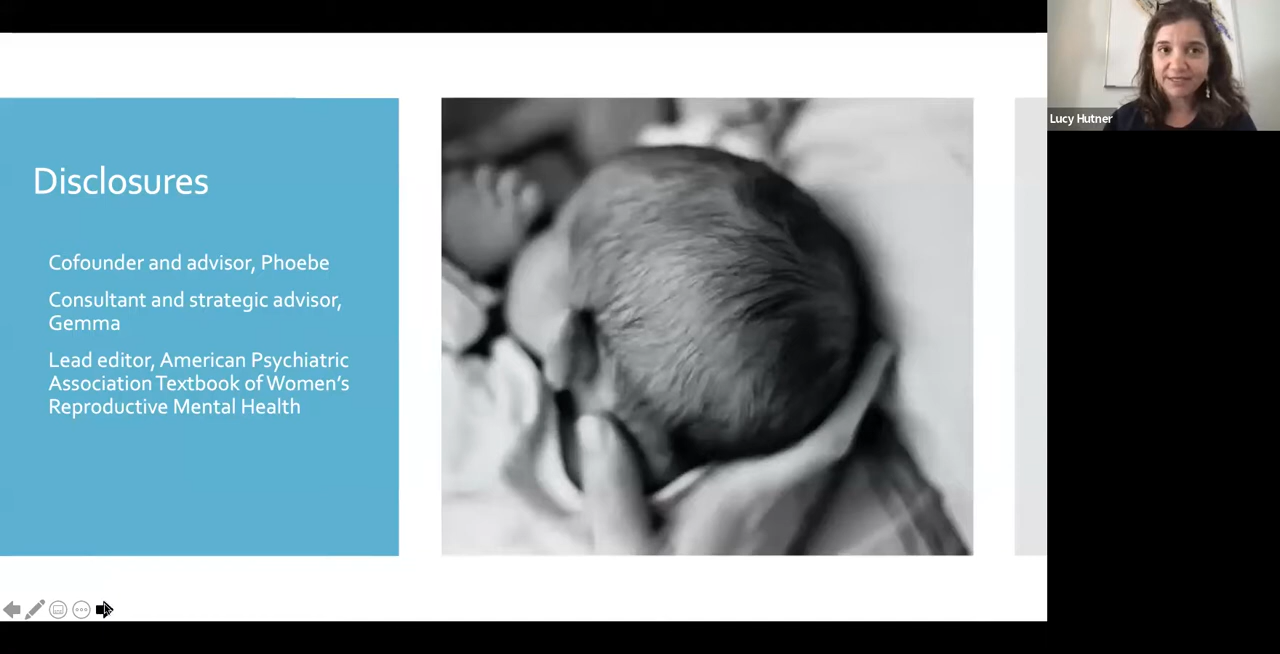 Disclosures
Cofounder and advisor, Phoebe
Consultant and strategic advisor,
Gemma
Lead editor, American Psychiatric
Association Textbook of Women's
Reproductive Mental Health
Lucy Hutner